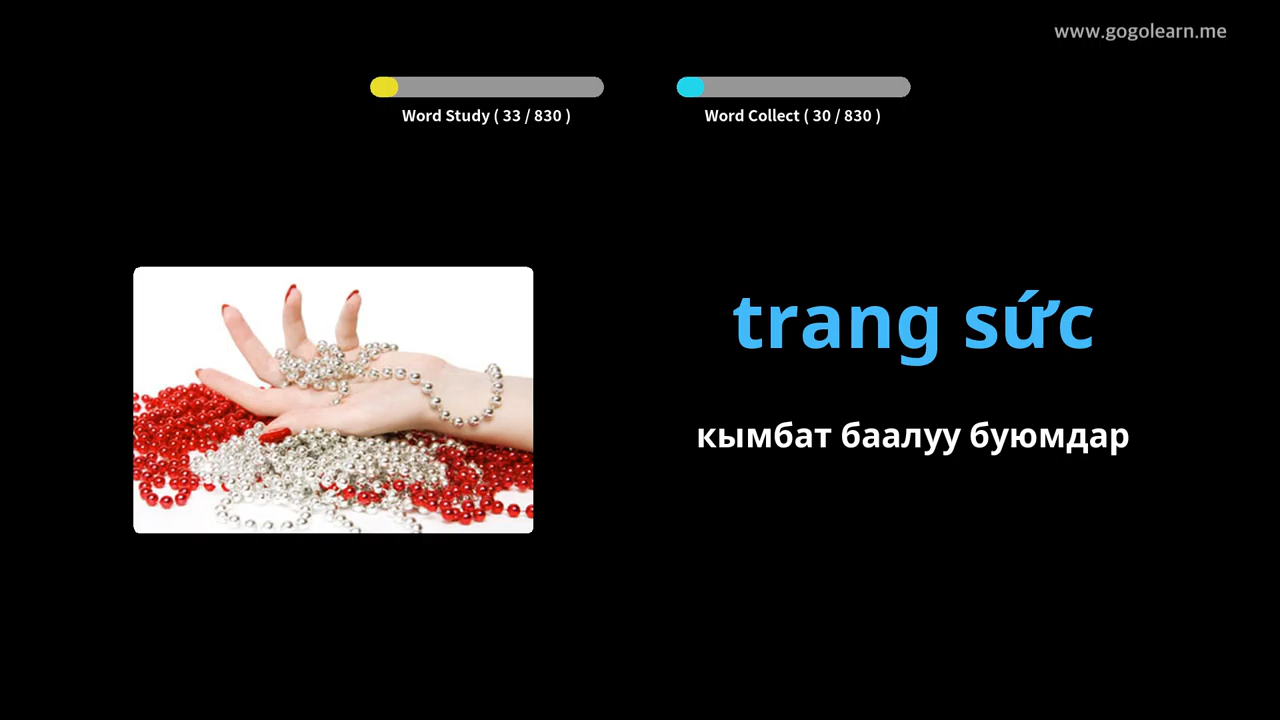 www.gogolearn.me
Word Study ( 33 / 830 )
Word Collect ( 30 / 830 )
trang sức
кымбат баалуу буюмдар